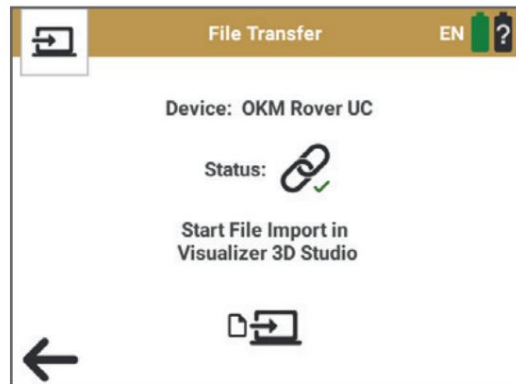 File Transfer EN ?
Device: OKM Rover UC
Status:
Start File Import in
Visualizer 3D Studio